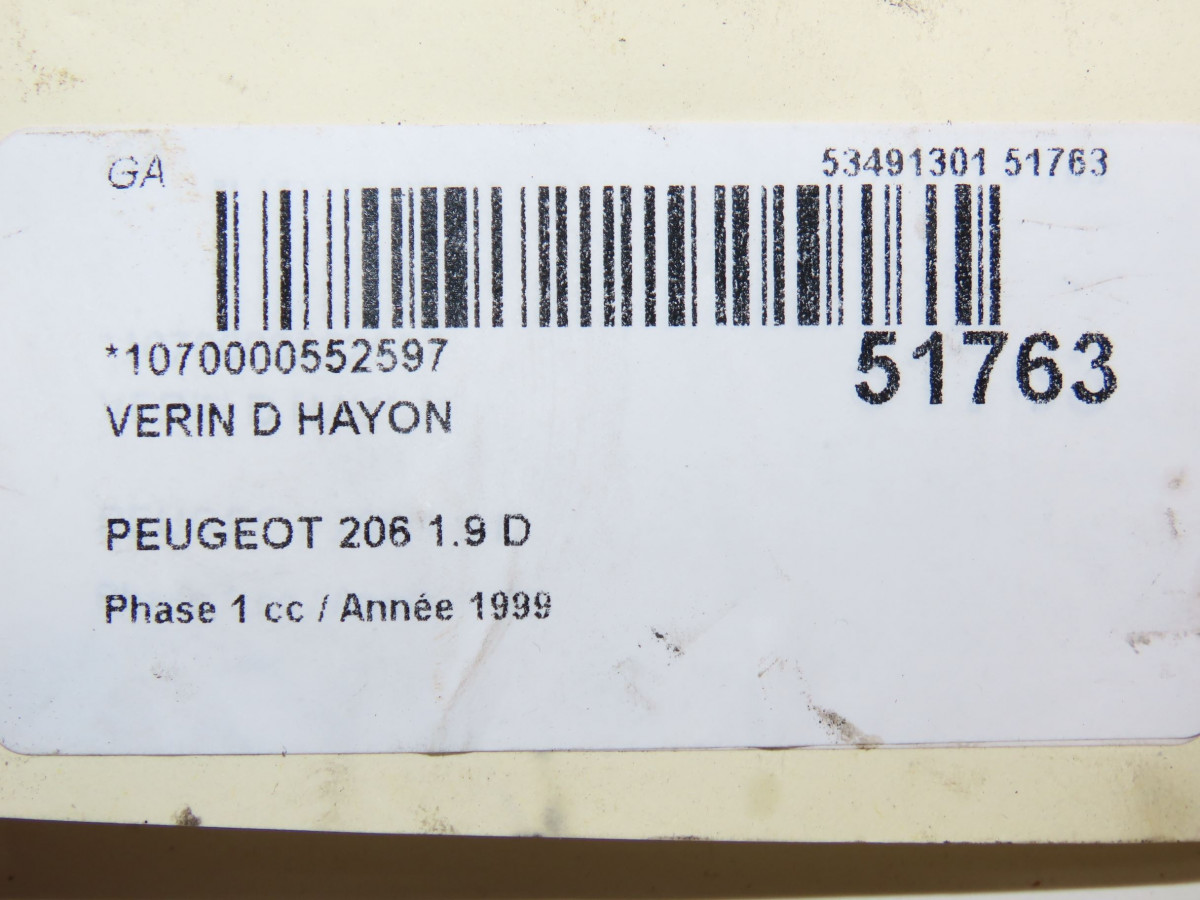 GA
53491301 51763
*1070000552597
51763
VERIN D HAYON
PEUGEOT 206 1.9 D
Phase 1 cc / Année 1999